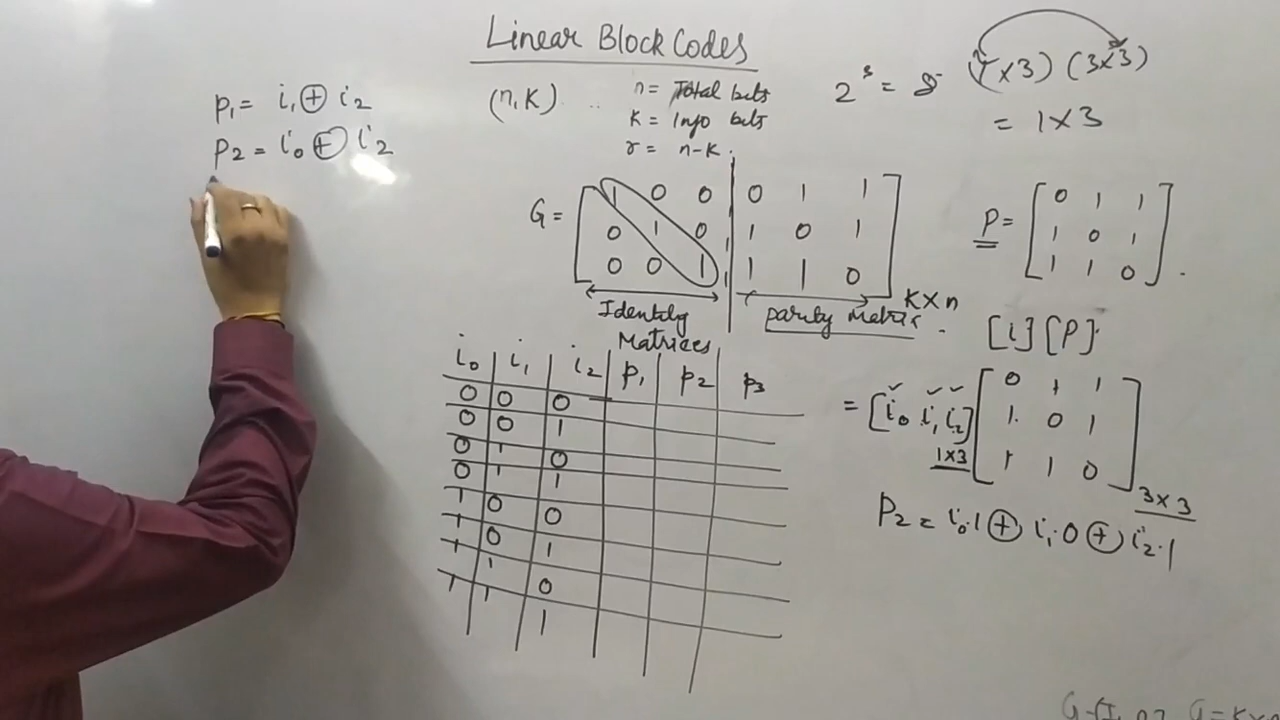 Linear Block Codes
p₁ = i₁ ⊕ i₂
p₂ = i₀ ⊕ i₂
(n,k) ..
n = Total bits
k = Info bits
r = n-k.
2³ = 8
(1×3) (3×3)
= 1×3
G = [ 1 0 0 0 1 1
0 1 0 1 0 1
0 0 1 1 1 0 ] K×n
Identity Matrices
parity Metrix.
P = [ 0 1 1
1 0 1
1 1 0 ].
[i] [P]
= [i₀ i₁ i₂] 1×3 [ 0 1 1
1. 0 1
1 1 0 ] 3×3
P₂ = i₀.1 ⊕ i₁.0 ⊕ i₂.1
i₀ i₁ i₂ p₁ p₂ p₃
0 0 0
0 0 1
0 1 0
0 1 1
1 0 0
1 0 1
1 1 0
1 1 1